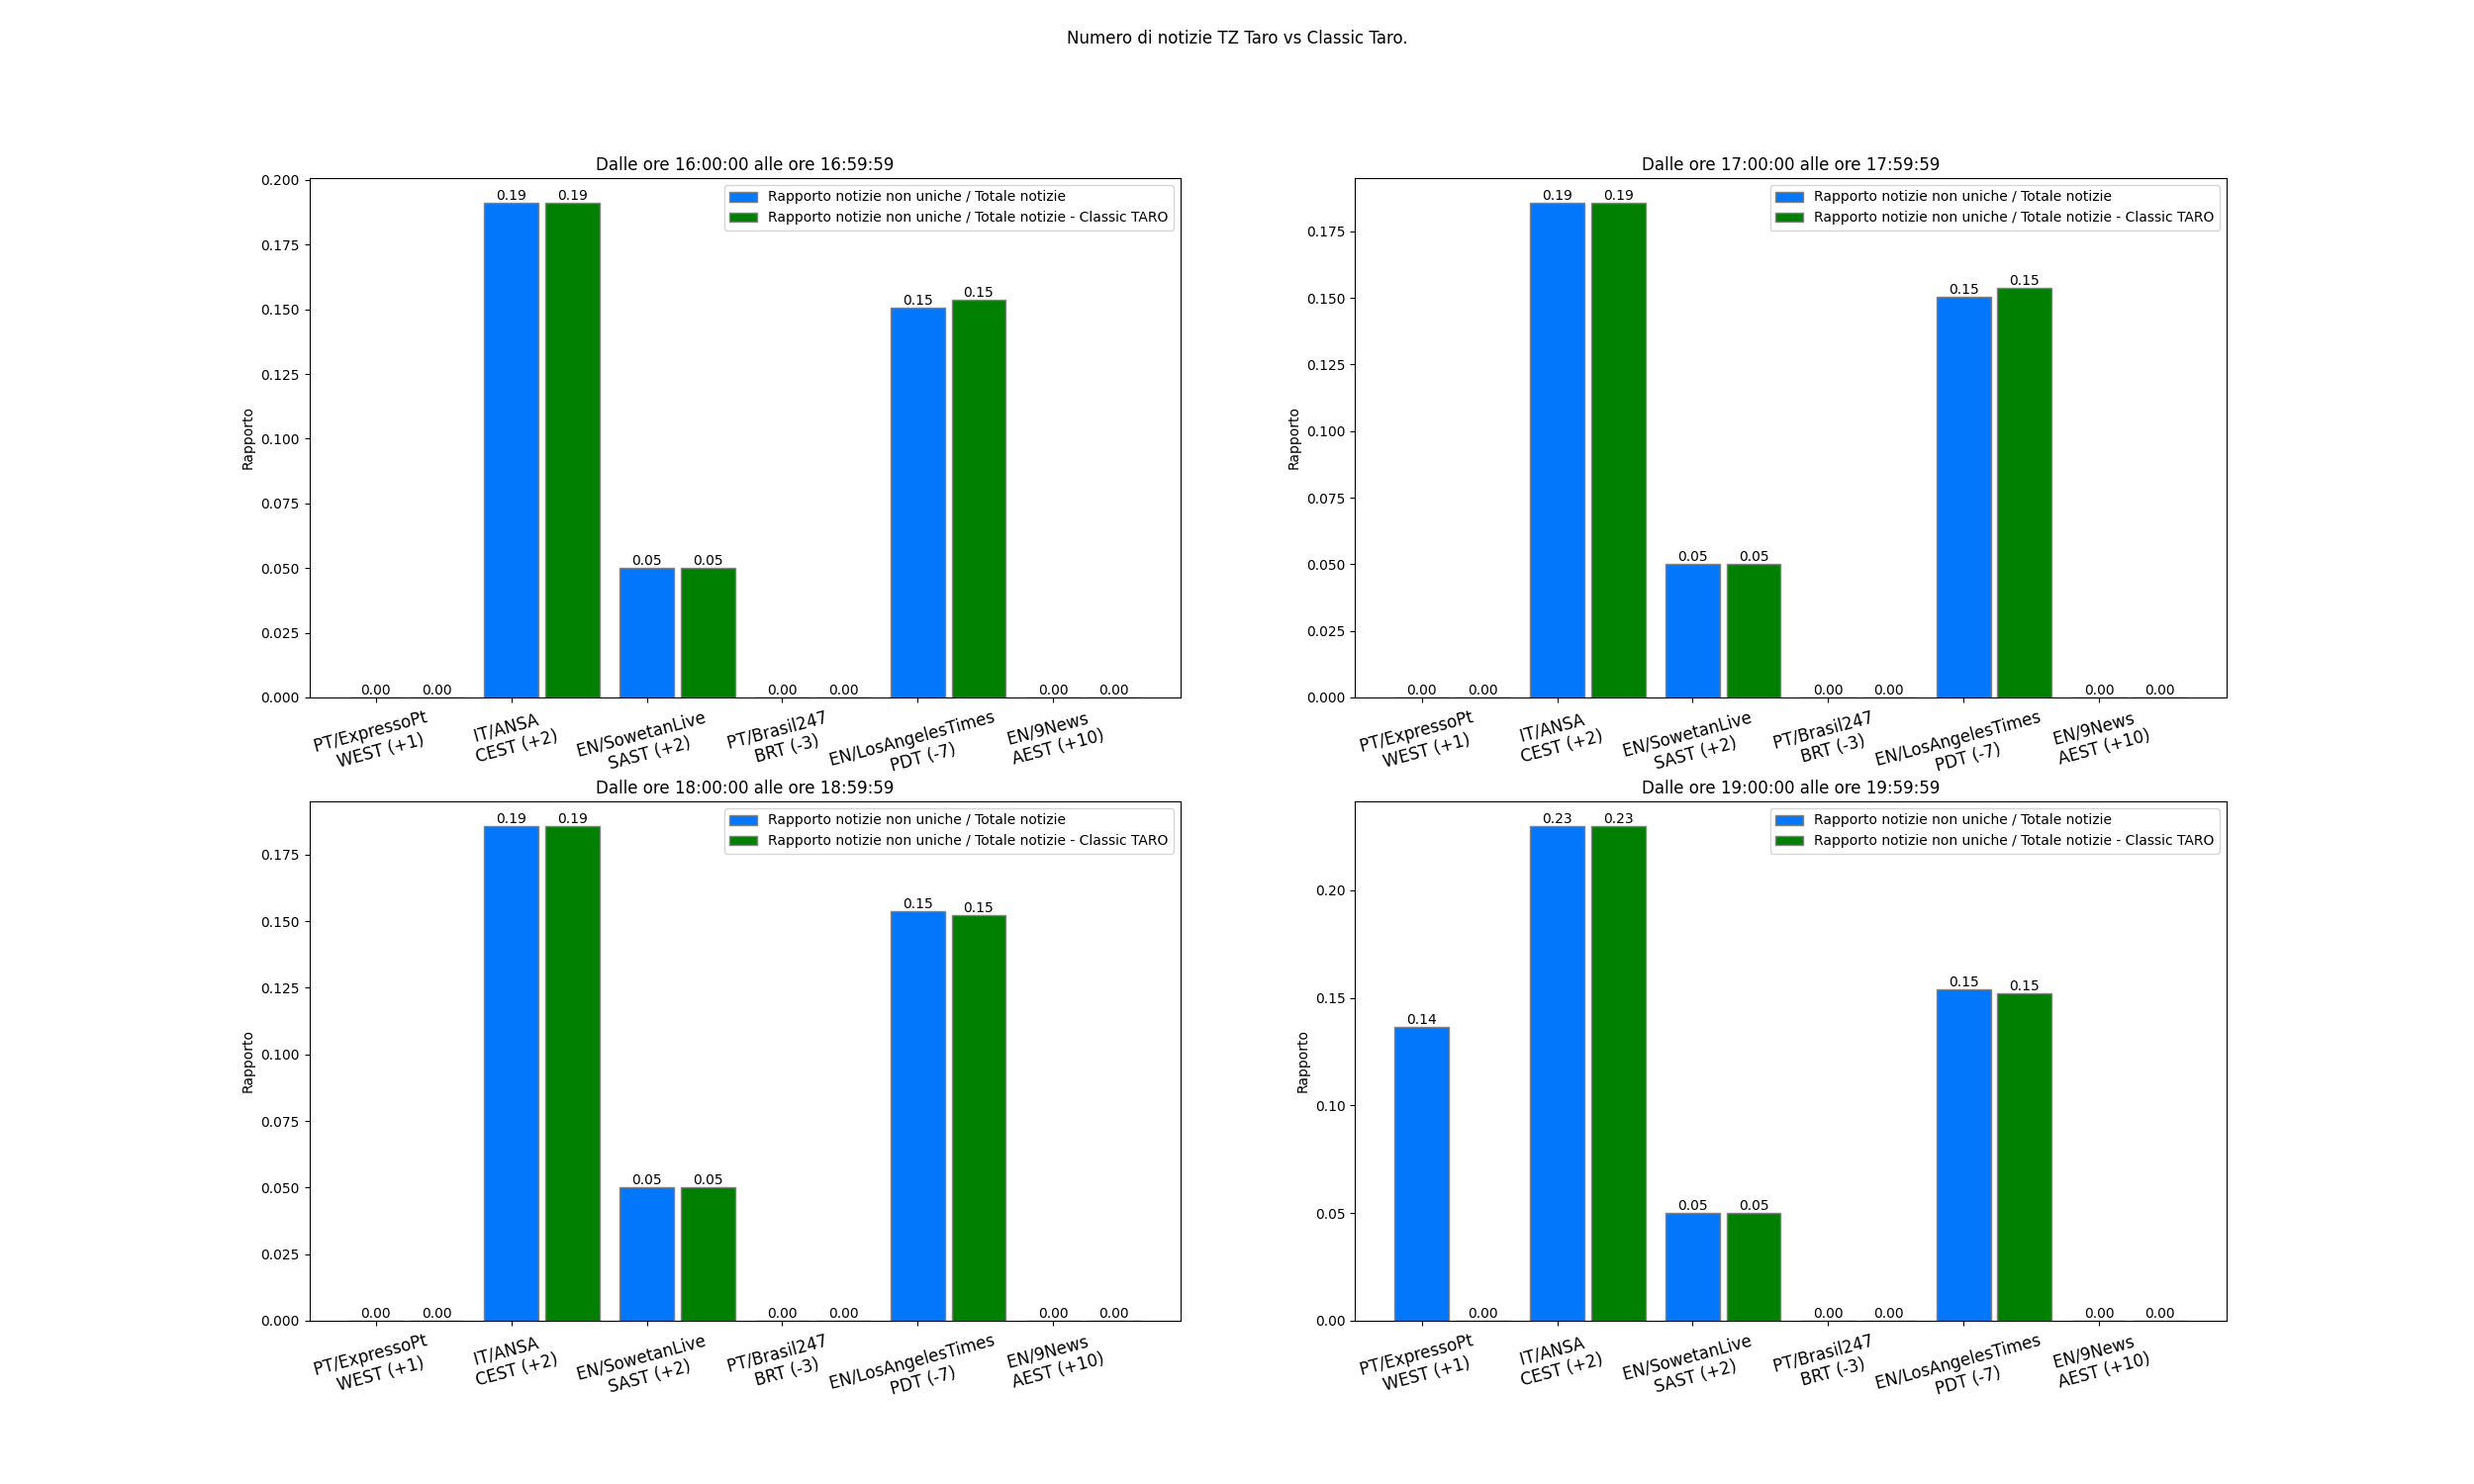 Numero di notizie TZ Taro vs Classic Taro.
Dalle ore 16:00:00 alle ore 16:59:59
Rapporto notizie non uniche / Totale notizie
Rapporto notizie non uniche / Totale notizie - Classic TARO
Rapporto
0.200
0.175
0.150
0.125
0.100
0.075
0.050
0.025
0.000
0.00 0.00 0.19 0.19 0.05 0.05 0.00 0.00 0.15 0.15 0.00 0.00
PT/ExpressoPt
WEST (+1)
IT/ANSA
CEST (+2)
EN/SowetanLive
SAST (+2)
PT/Brasil247
BRT (-3)
EN/LosAngelesTimes
PDT (-7)
EN/9News
AEST (+10)
Dalle ore 17:00:00 alle ore 17:59:59
Rapporto notizie non uniche / Totale notizie
Rapporto notizie non uniche / Totale notizie - Classic TARO
Rapporto
0.175
0.150
0.125
0.100
0.075
0.050
0.025
0.000
0.00 0.00 0.19 0.19 0.05 0.05 0.00 0.00 0.15 0.15 0.00 0.00
PT/ExpressoPt
WEST (+1)
IT/ANSA
CEST (+2)
EN/SowetanLive
SAST (+2)
PT/Brasil247
BRT (-3)
EN/LosAngelesTimes
PDT (-7)
EN/9News
AEST (+10)
Dalle ore 18:00:00 alle ore 18:59:59
Rapporto notizie non uniche / Totale notizie
Rapporto notizie non uniche / Totale notizie - Classic TARO
Rapporto
0.175
0.150
0.125
0.100
0.075
0.050
0.025
0.000
0.00 0.00 0.19 0.19 0.05 0.05 0.00 0.00 0.15 0.15 0.00 0.00
PT/ExpressoPt
WEST (+1)
IT/ANSA
CEST (+2)
EN/SowetanLive
SAST (+2)
PT/Brasil247
BRT (-3)
EN/LosAngelesTimes
PDT (-7)
EN/9News
AEST (+10)
Dalle ore 19:00:00 alle ore 19:59:59
Rapporto notizie non uniche / Totale notizie
Rapporto notizie non uniche / Totale notizie - Classic TARO
Rapporto
0.20
0.15
0.10
0.05
0.00
0.14 0.00 0.23 0.23 0.05 0.05 0.00 0.00 0.15 0.15 0.00 0.00
PT/ExpressoPt
WEST (+1)
IT/ANSA
CEST (+2)
EN/SowetanLive
SAST (+2)
PT/Brasil247
BRT (-3)
EN/LosAngelesTimes
PDT (-7)
EN/9News
AEST (+10)